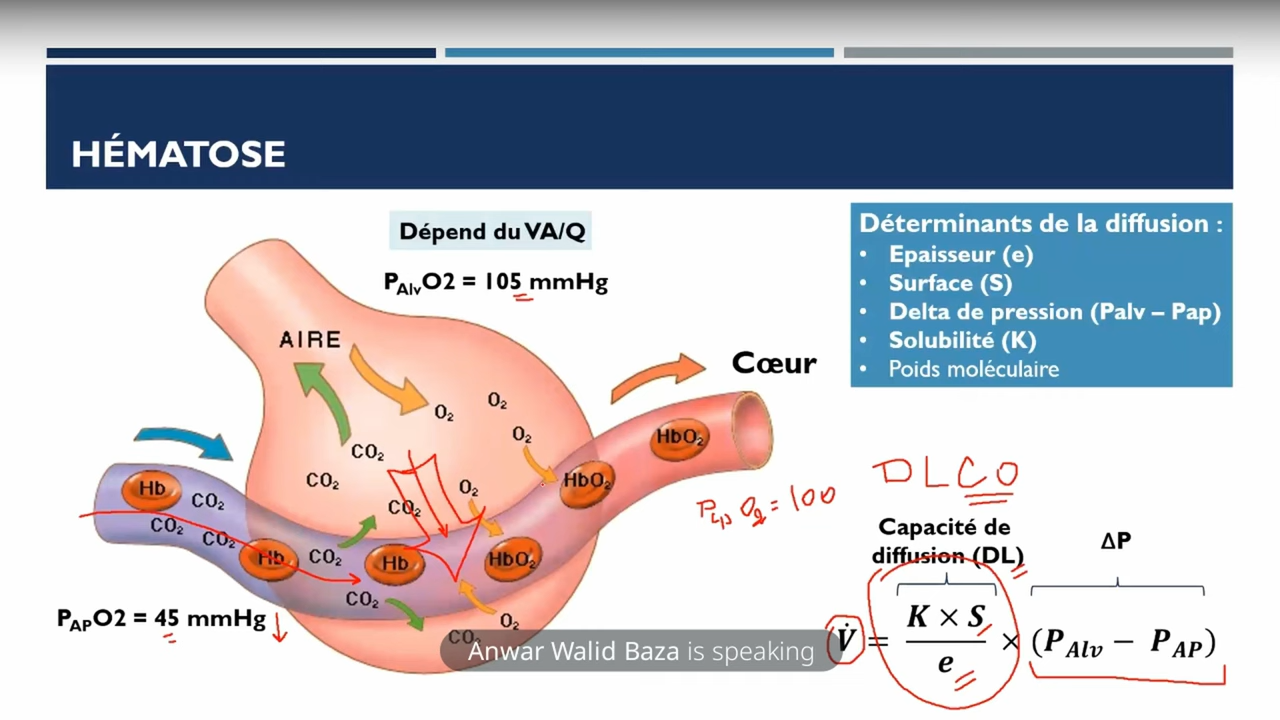 HÉMATOSE
Dépend du VA/Q
PAlvO2 = 105 mmHg
Déterminants de la diffusion :
• Epaisseur (e)
• Surface (S)
• Delta de pression (Palv – Pap)
• Solubilité (K)
• Poids moléculaire
AIRE
Cœur
O2
O2
O2
CO2
CO2
O2
CO2
HbO2
HbO2
Hb
CO2
CO2
CO2
Hb
CO2
Hb
HbO2
CO2
O2
CO2
PAPO2 = 45 mmHg
O2 = 100
DLCO
Capacité de
diffusion (DL)
ΔP
V̇ = K × S / e × (PAlv − PAP)
Anwar Walid Baza is speaking